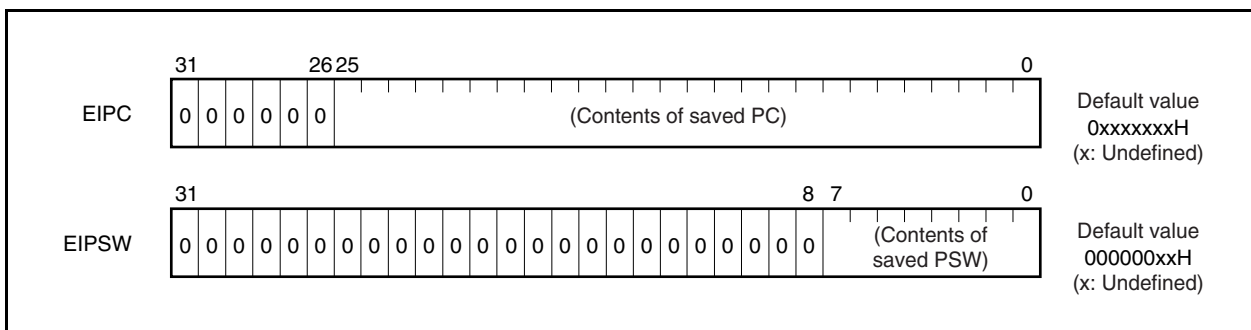 31 26 25 0
EIPC 0 0 0 0 0 0 (Contents of saved PC) Default value
0xxxxxxxH
(x: Undefined)
31 8 7 0
EIPSW 0 0 0 0 0 0 0 0 0 0 0 0 0 0 0 0 0 0 0 0 0 0 0 0 (Contents of
saved PSW) Default value
000000xxH
(x: Undefined)